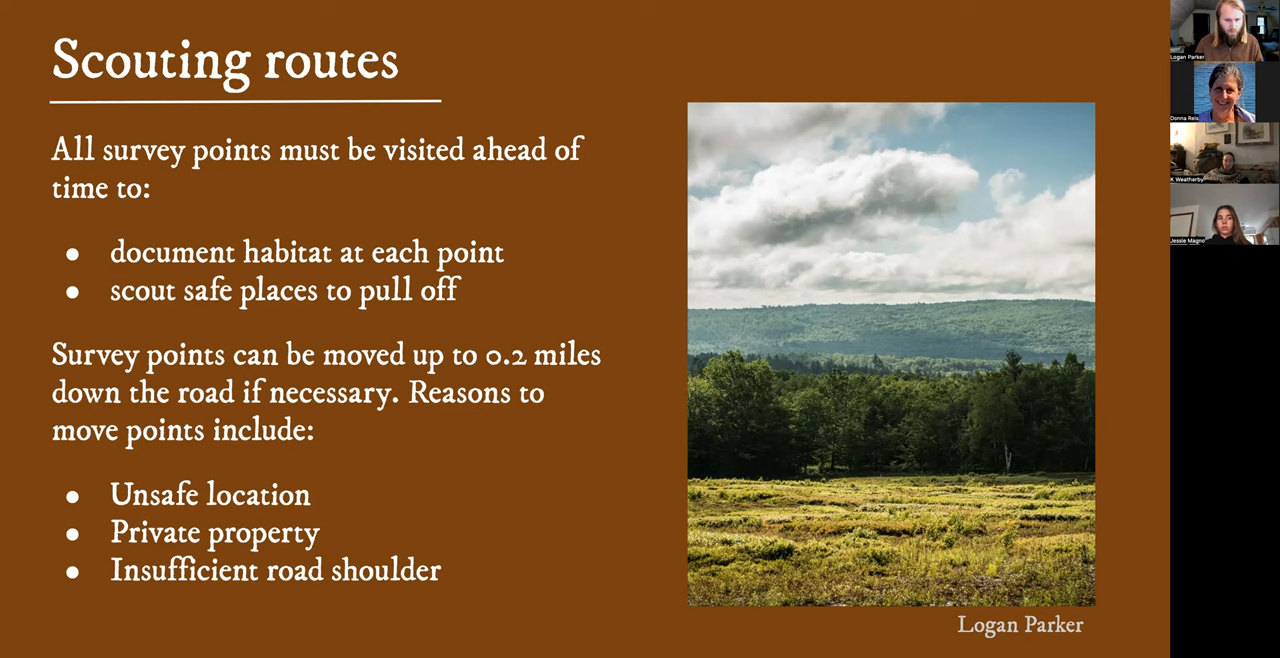 Scouting routes
All survey points must be visited ahead of
time to:
● document habitat at each point
● scout safe places to pull off
Survey points can be moved up to 0.2 miles
down the road if necessary. Reasons to
move points include:
● Unsafe location
● Private property
● Insufficient road shoulder
Logan Parker
Logan Parker
Donna Reis
K Weatherby
Jessie Magno